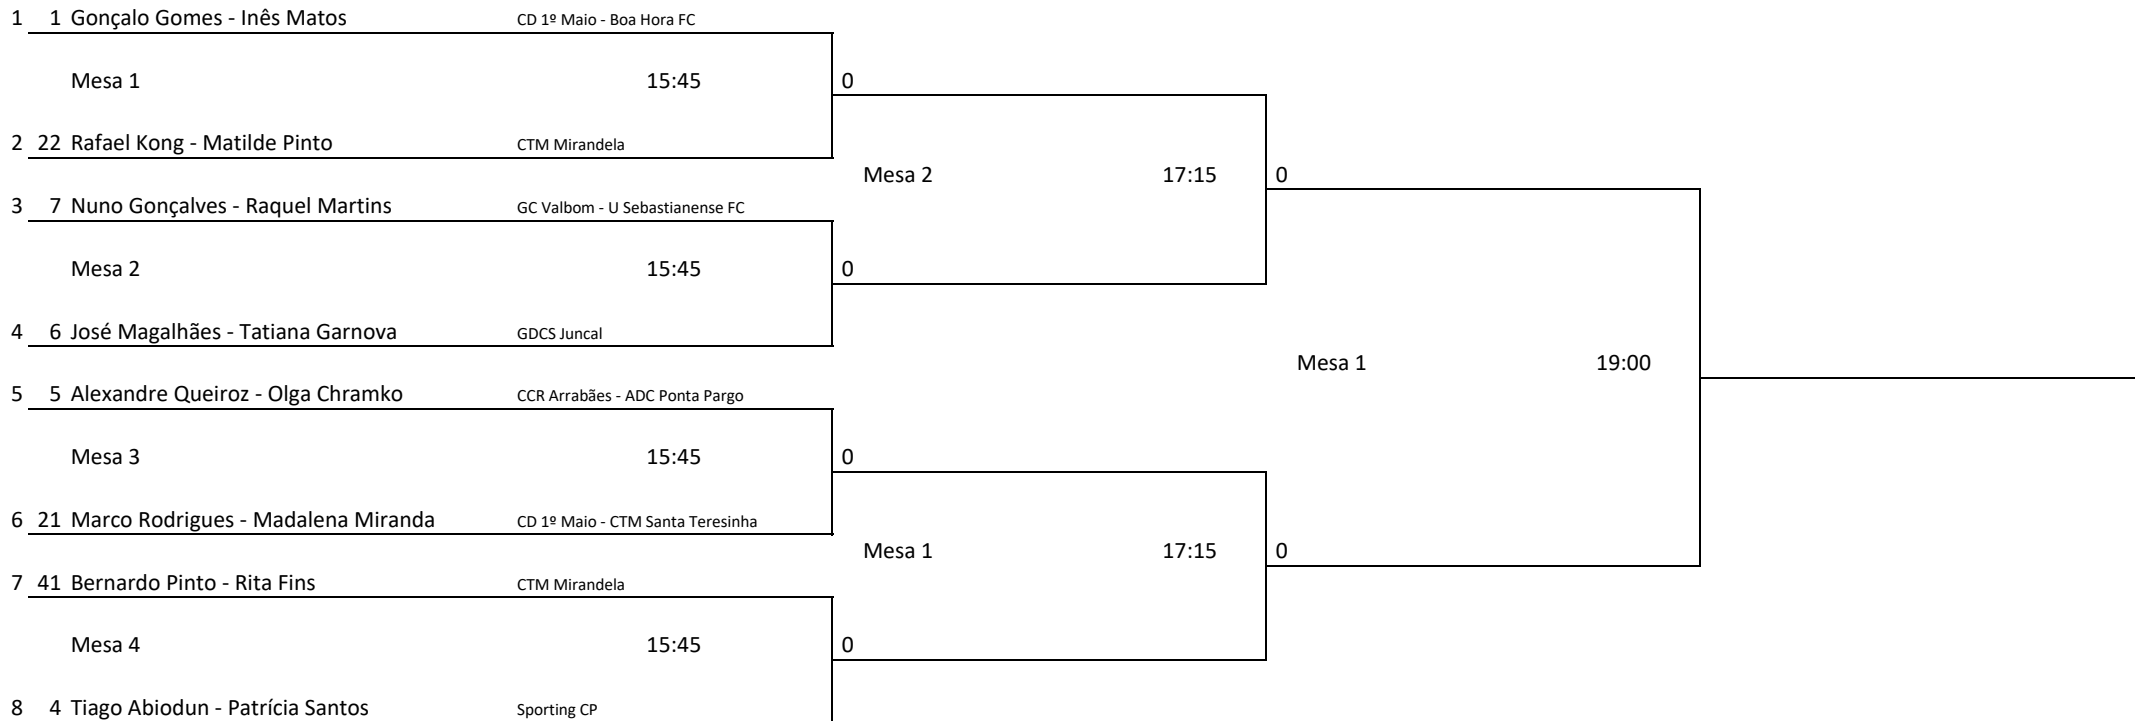 1 1 Gonçalo Gomes - Inês Matos CD 1º Maio - Boa Hora FC
Mesa 1 15:45 0
2 22 Rafael Kong - Matilde Pinto CTM Mirandela
Mesa 2 17:15 0
3 7 Nuno Gonçalves - Raquel Martins GC Valbom - U Sebastianense FC
Mesa 2 15:45 0
4 6 José Magalhães - Tatiana Garnova GDCS Juncal
Mesa 1 19:00
5 5 Alexandre Queiroz - Olga Chramko CCR Arrabães - ADC Ponta Pargo
Mesa 3 15:45 0
6 21 Marco Rodrigues - Madalena Miranda CD 1º Maio - CTM Santa Teresinha
Mesa 1 17:15 0
7 41 Bernardo Pinto - Rita Fins CTM Mirandela
Mesa 4 15:45 0
8 4 Tiago Abiodun - Patrícia Santos Sporting CP